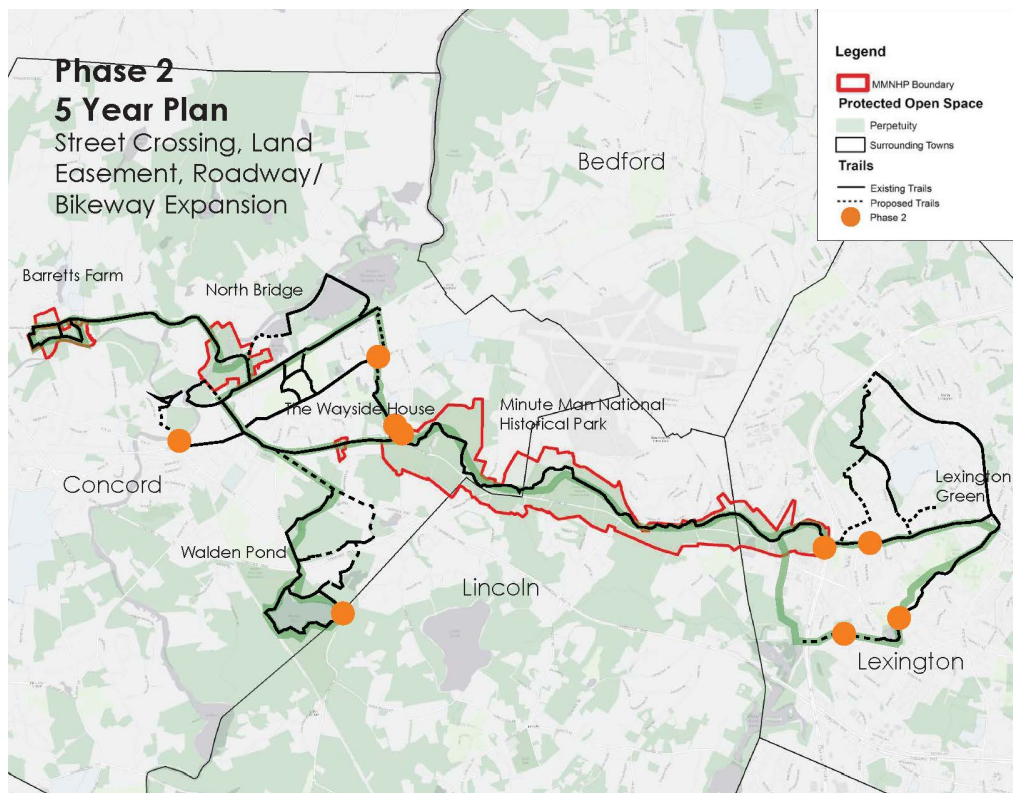 Phase 2
5 Year Plan
Street Crossing, Land
Easement, Roadway/
Bikeway Expansion
Legend
MMNHP Boundary
Protected Open Space
Perpetuity
Surrounding Towns
Trails
Existing Trails
Proposed Trails
Phase 2
Bedford
Barretts Farm
North Bridge
The Wayside House
Minute Man National
Historical Park
Lexington
Green
Concord
Walden Pond
Lincoln
Lexington